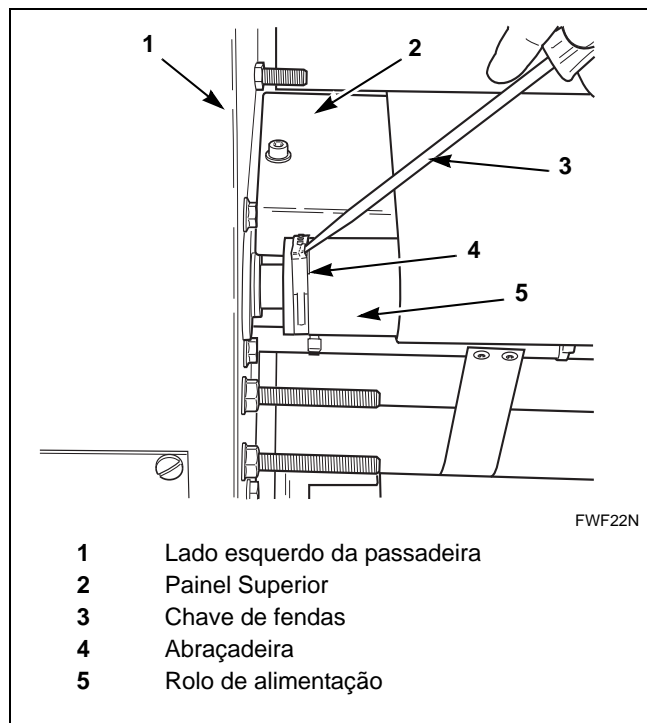 1
2
3
4
5
FWF22N
1 Lado esquerdo da passadeira
2 Painel Superior
3 Chave de fendas
4 Abraçadeira
5 Rolo de alimentação